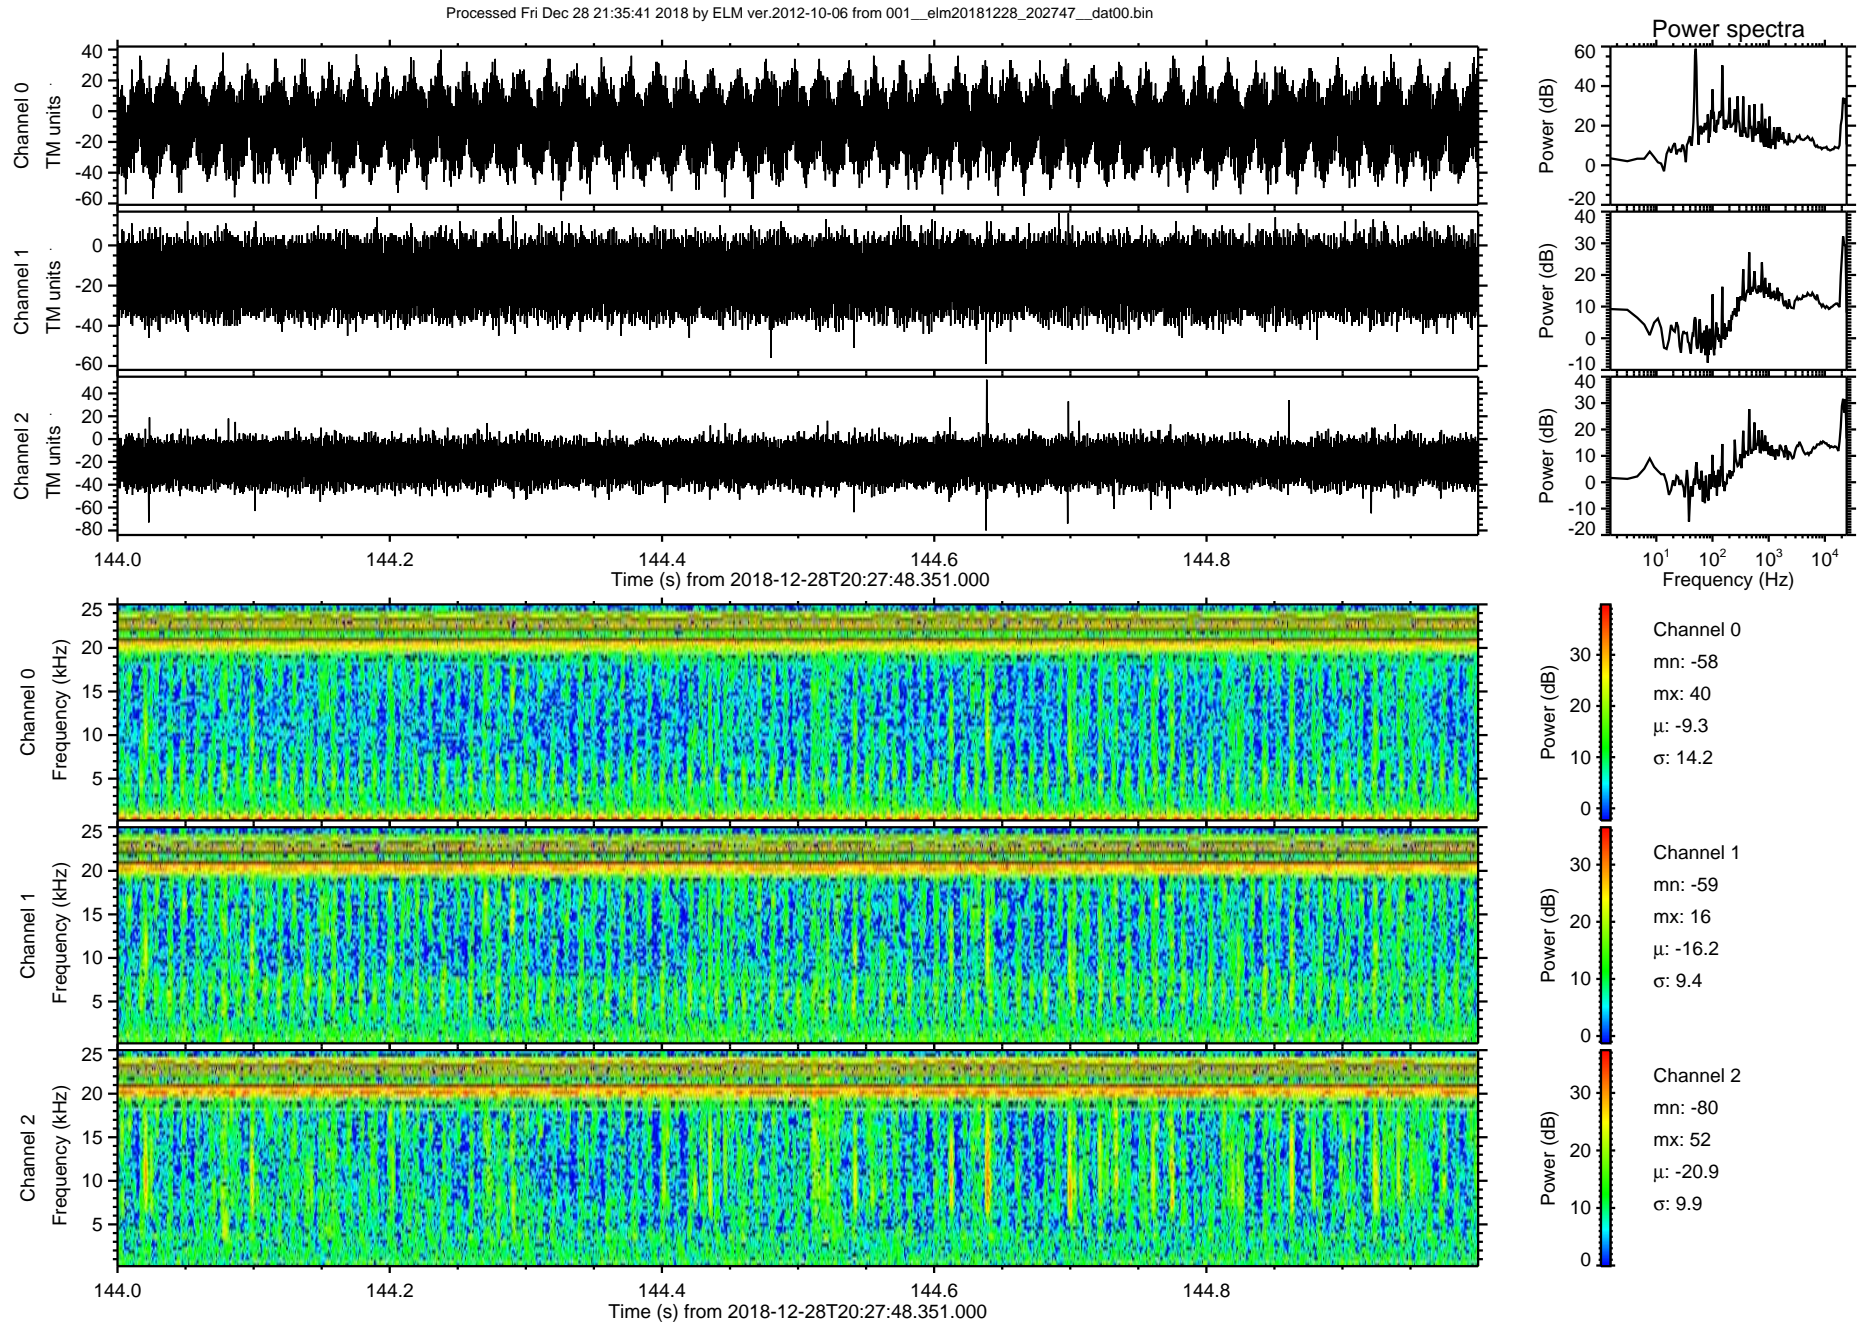 Processed Fri Dec 28 21:35:41 2018 by ELM ver.2012-10-06 from 001__elm20181228_202747__dat00.bin
Power spectra
Channel 0
TM units
40
20
0
-20
-40
-60
Power (dB)
60
40
20
0
-20
Channel 1
TM units
0
-20
-40
-60
Power (dB)
40
30
20
10
0
-10
Channel 2
TM units
40
20
0
-20
-40
-60
-80
Power (dB)
40
30
20
10
0
-10
-20
144.0 144.2 144.4 144.6 144.8
Time (s) from 2018-12-28T20:27:48.351.000
10¹ 10² 10³ 10⁴
Frequency (Hz)
Channel 0
Frequency (kHz)
25
20
15
10
5
Power (dB)
30
20
10
0
Channel 0
mn: -58
mx: 40
μ: -9.3
σ: 14.2
Channel 1
Frequency (kHz)
25
20
15
10
5
Power (dB)
30
20
10
0
Channel 1
mn: -59
mx: 16
μ: -16.2
σ: 9.4
Channel 2
Frequency (kHz)
25
20
15
10
5
Power (dB)
30
20
10
0
Channel 2
mn: -80
mx: 52
μ: -20.9
σ: 9.9
144.0 144.2 144.4 144.6 144.8
Time (s) from 2018-12-28T20:27:48.351.000